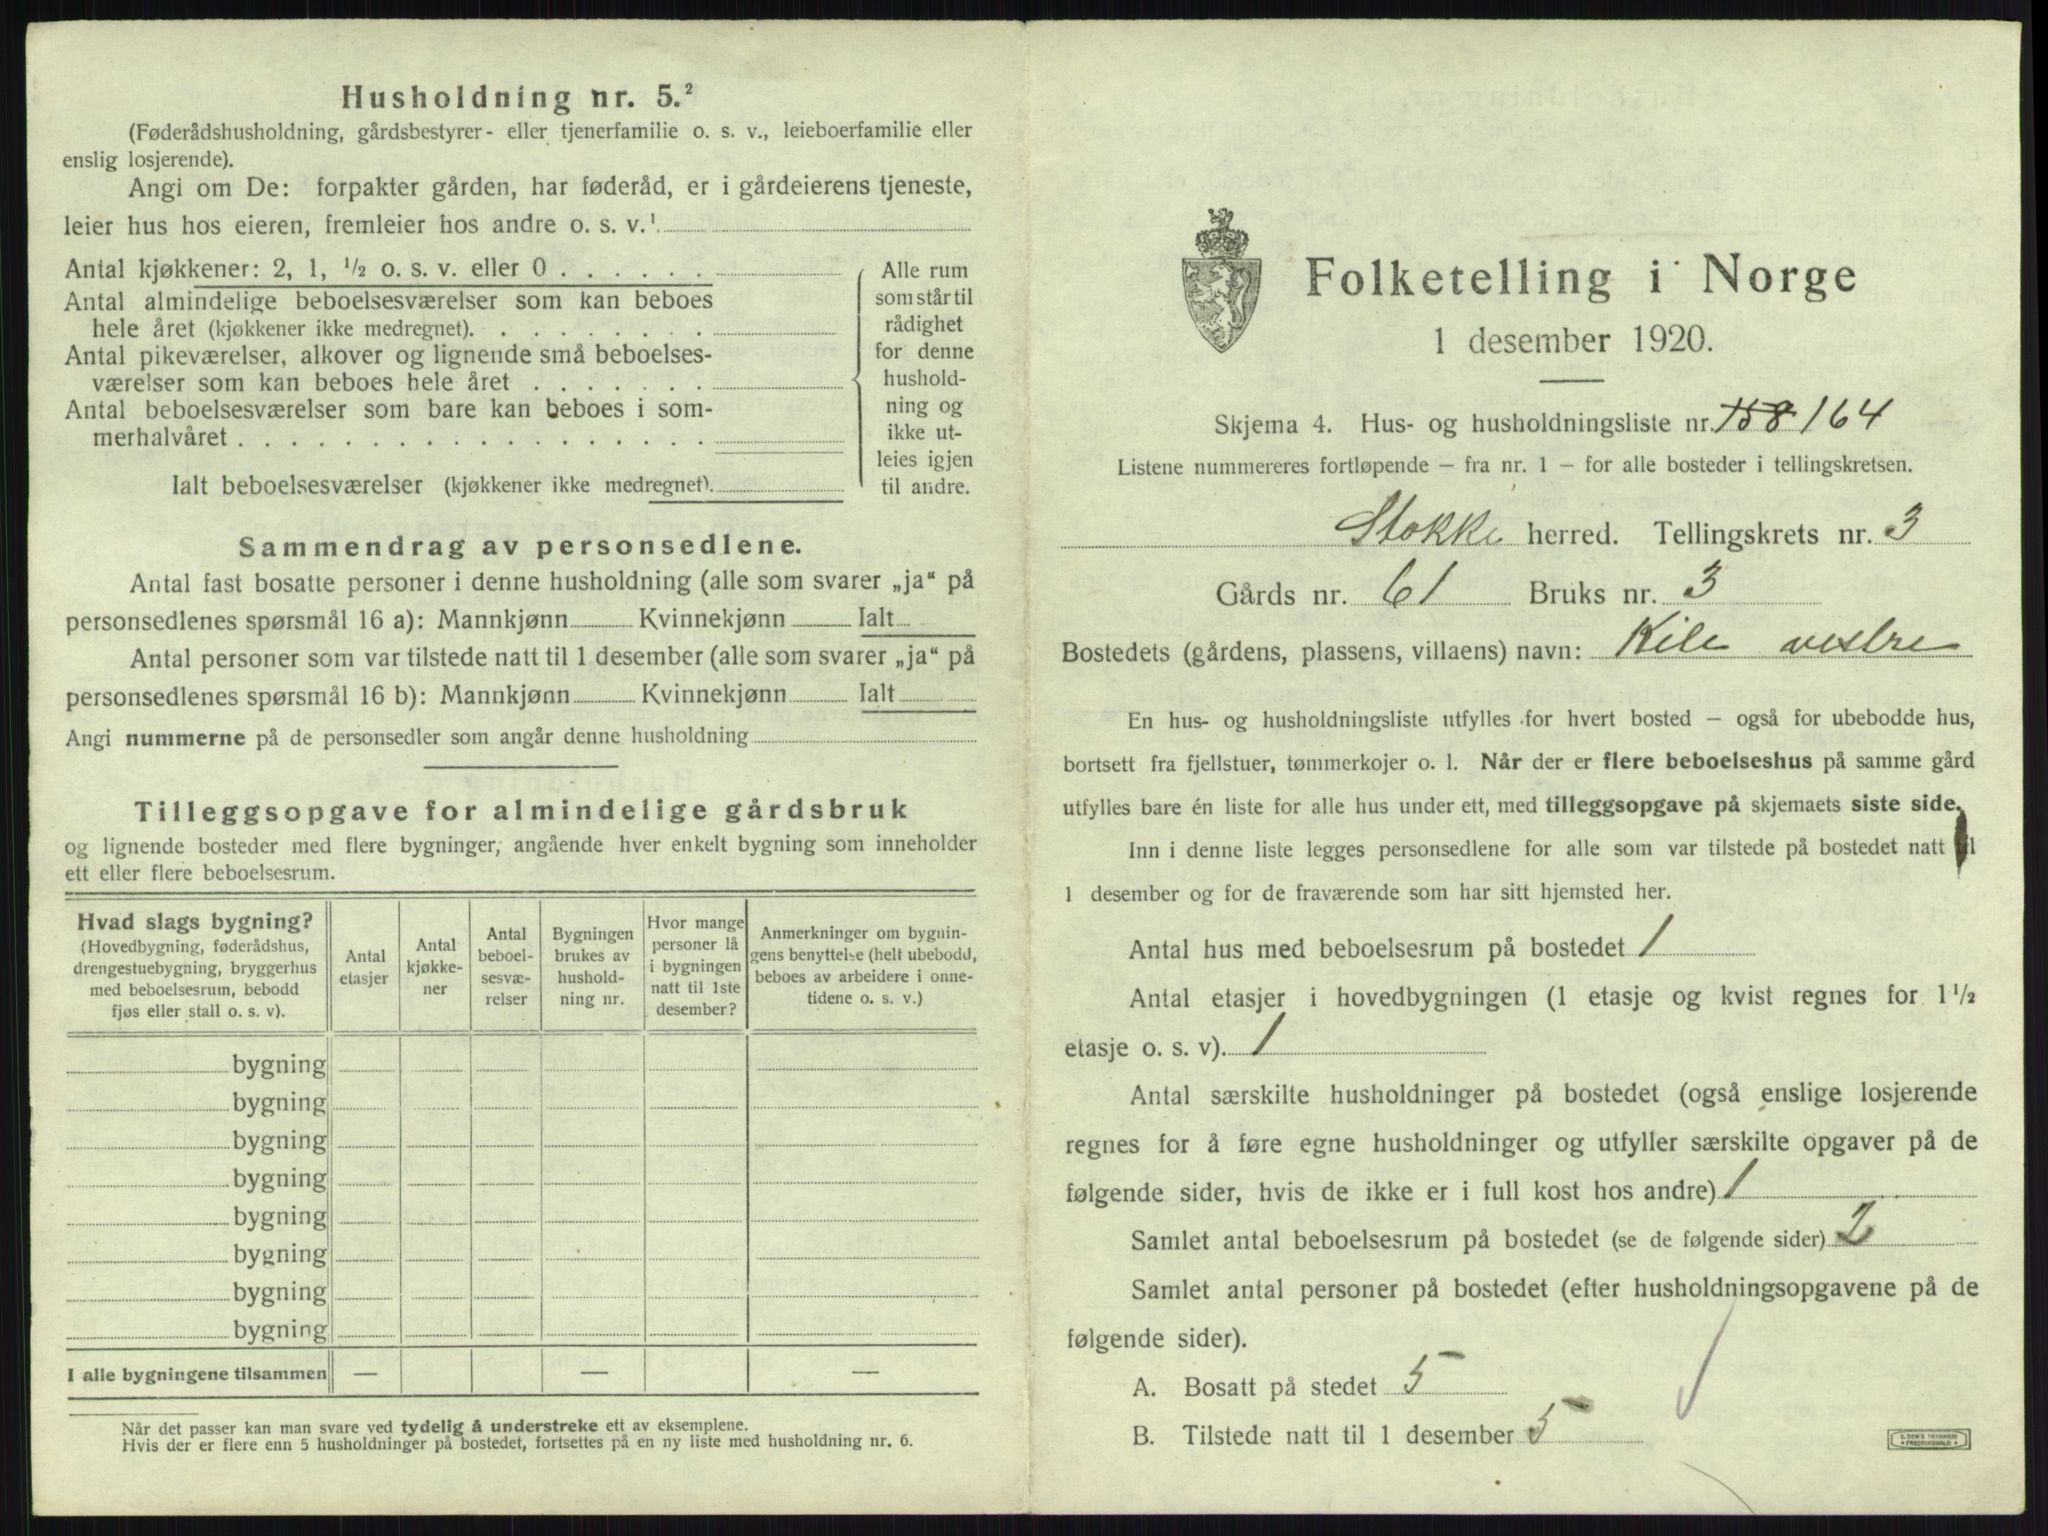 Husholdning nr. 5.²
(Føderådshusholdning, gårdsbestyrer- eller tjenerfamilie o. s. v., leieboerfamilie eller
enslig losjerende).
Angi om De: forpakter gården, har føderåd, er i gårdeierens tjeneste,
leier hus hos eieren, fremleier hos andre o. s. v.¹
Antal kjøkkener: 2, 1, ½ o. s. v. eller 0 . . . . . .
Antal almindelige beboelsesværelser som kan beboes
hele året (kjøkkener ikke medregnet). . . . . . . . .
Antal pikeværelser, alkover og lignende små beboelses-
værelser som kan beboes hele året . . . . . . .
Antal beboelsesværelser som bare kan beboes i som-
merhalvåret . . . . . . . . . . . . . . . . . .
Ialt beboelsesværelser (kjøkkener ikke medregnet).
Alle rum
som står til
rådighet
for denne
hushold-
ning og
ikke ut-
leies igjen
til andre.
Sammendrag av personsedlene.
Antal fast bosatte personer i denne husholdning (alle som svarer „ja“ på
personsedlenes spørsmål 16 a): Mannkjønn Kvinnekjønn Ialt
Antal personer som var tilstede natt til 1 desember (alle som svarer „ja“ på
personsedlenes spørsmål 16 b): Mannkjønn Kvinnekjønn Ialt
Angi nummerne på de personsedler som angår denne husholdning
Tilleggsopgave for almindelige gårdsbruk
og lignende bosteder med flere bygninger, angående hver enkelt bygning som inneholder
ett eller flere beboelsesrum.
Hvad slags bygning?
(Hovedbygning, føderådshus,
drengestuebygning, bryggerhus
med beboelsesrum, bebodd
fjøs eller stall o. s. v).
Antal
etasjer
Antal
kjøkke-
ner
Antal
beboel-
sesvæ-
relser
Bygningen
brukes av
hushold-
ning nr.
Hvor mange
personer lå
i bygningen
natt til 1ste
desember?
Anmerkninger om bygnin-
gens benyttelse (helt ubebodd,
beboes av arbeidere i onne-
tidene o. s. v.)
bygning
bygning
bygning
bygning
bygning
bygning
bygning
bygning
I alle bygningene tilsammen — — —
Når det passer kan man svare ved tydelig å understreke ett av eksemplene.
Hvis der er flere enn 5 husholdninger på bostedet, fortsettes på en ny liste med husholdning nr. 6.
Folketelling i Norge
1 desember 1920.
Skjema 4. Hus- og husholdningsliste nr. 158 164
Listene nummereres fortløpende — fra nr. 1 — for alle bosteder i tellingskretsen.
Stokke herred. Tellingskrets nr. 3
Gårds nr. 61 Bruks nr. 3
Bostedets (gårdens, plassens, villaens) navn: Kile vestre
En hus- og husholdningsliste utfylles for hvert bosted — også for ubebodde hus,
bortsett fra fjellstuer, tømmerkojer o. l. Når der er flere beboelseshus på samme gård
utfylles bare én liste for alle hus under ett, med tilleggsopgave på skjemaets siste side.
Inn i denne liste legges personsedlene for alle som var tilstede på bostedet natt til
1 desember og for de fraværende som har sitt hjemsted her.
Antal hus med beboelsesrum på bostedet 1
Antal etasjer i hovedbygningen (1 etasje og kvist regnes for 1½
etasje o. s. v). 1
Antal særskilte husholdninger på bostedet (også enslige losjerende
regnes for å føre egne husholdninger og utfyller særskilte opgaver på de
følgende sider, hvis de ikke er i full kost hos andre) 1
Samlet antal beboelsesrum på bostedet (se de følgende sider) 2
Samlet antal personer på bostedet (efter husholdningsopgavene på de
følgende sider).
A. Bosatt på stedet 5
B. Tilstede natt til 1 desember 5